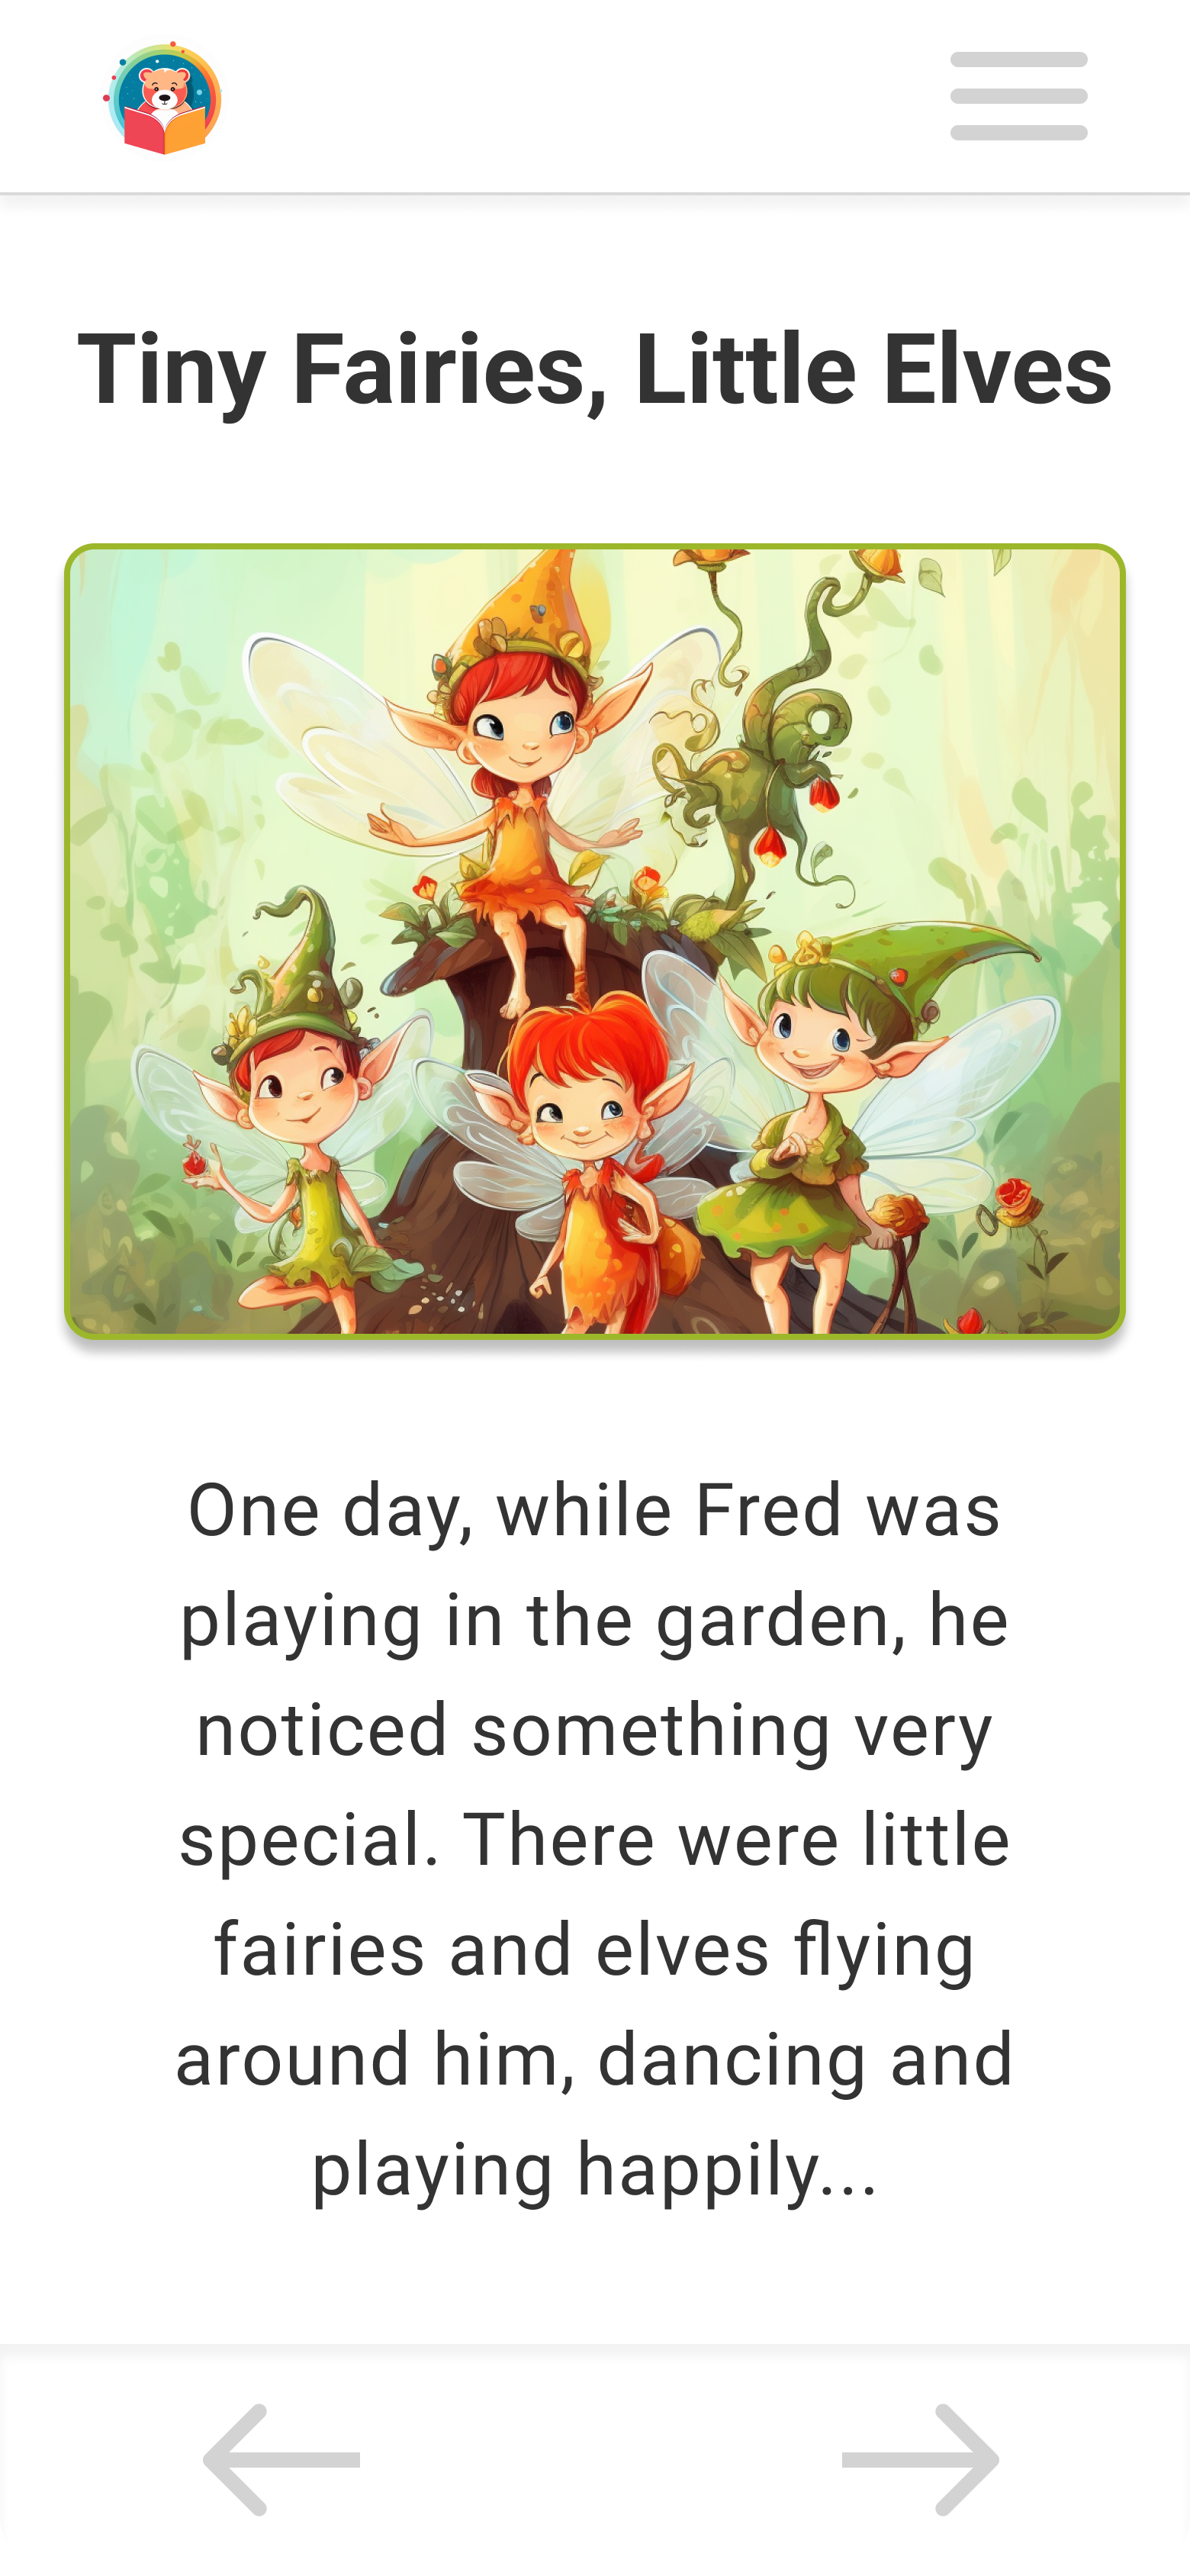 Tiny Fairies, Little Elves
One day, while Fred was
playing in the garden, he
noticed something very
special. There were little
fairies and elves flying
around him, dancing and
playing happily...